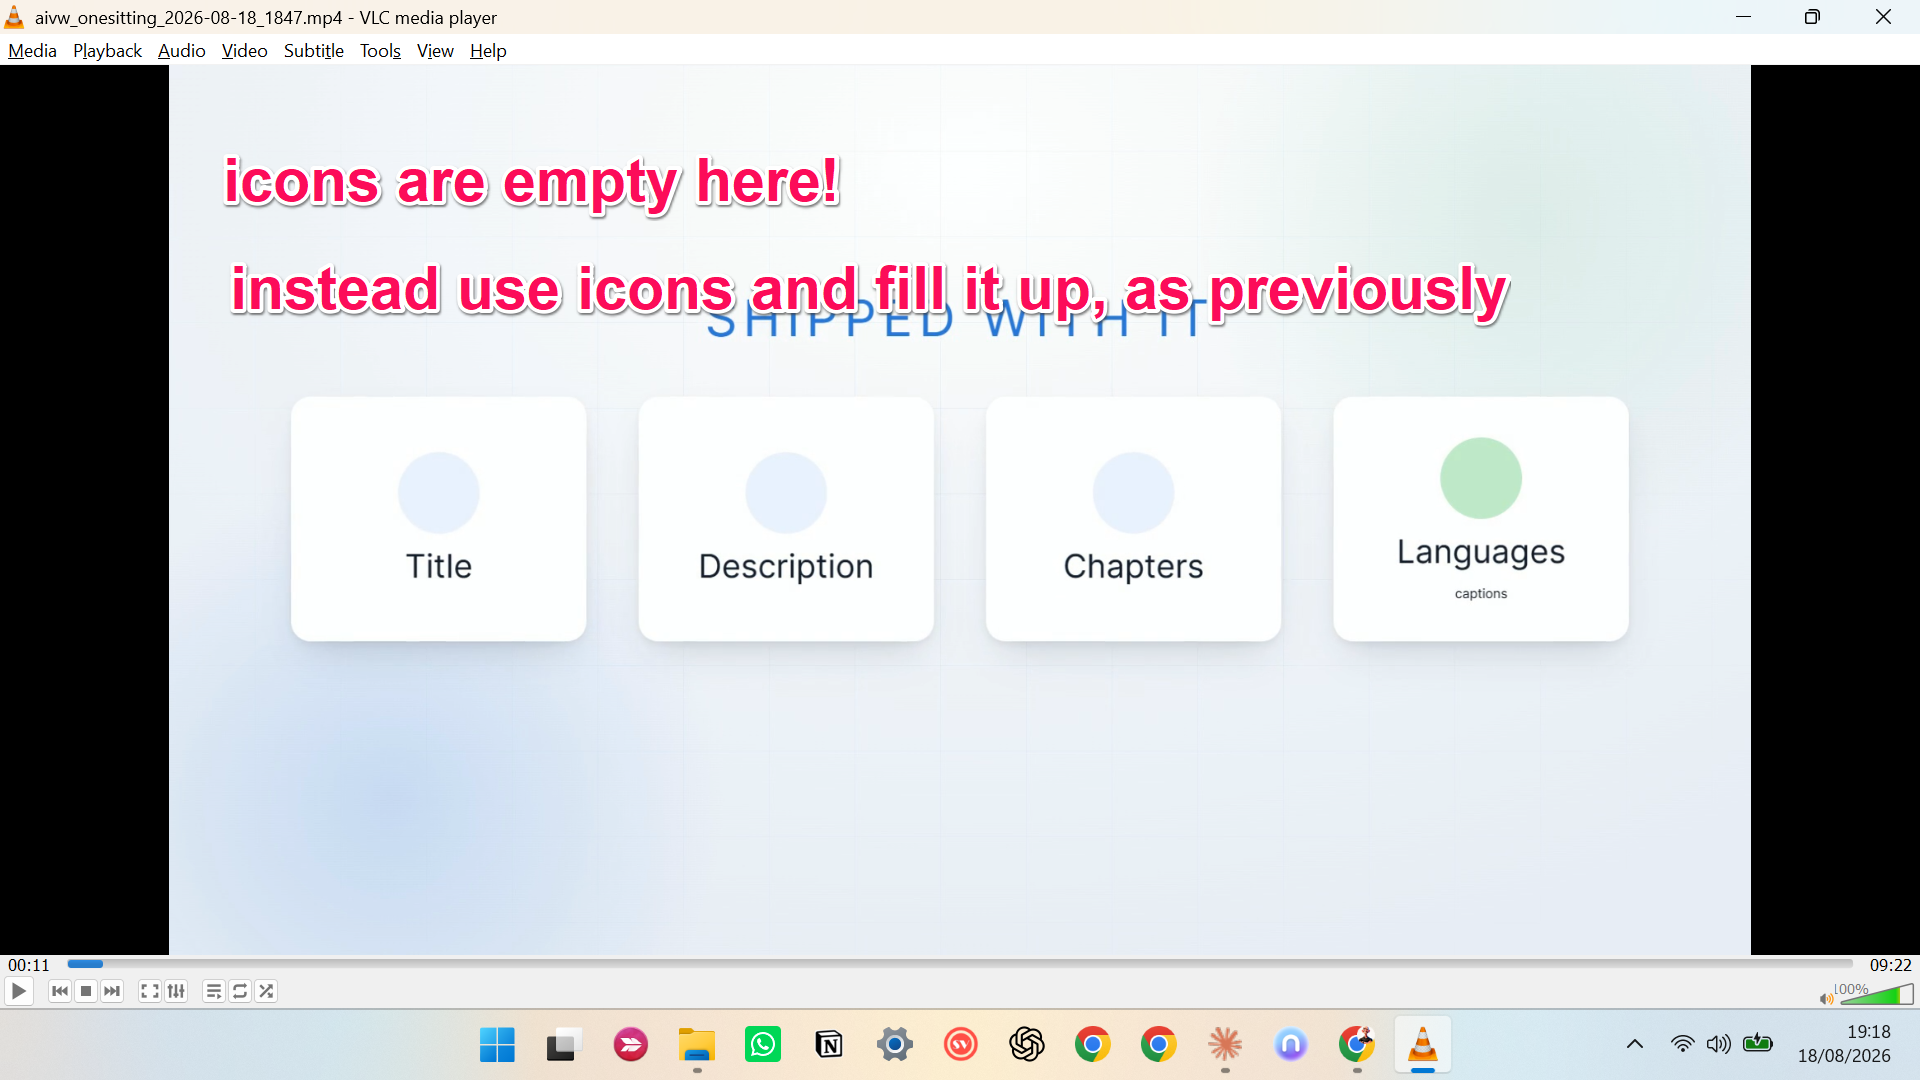 aivw_onesitting_2026-08-18_1847.mp4 - VLC media player
Media Playback Audio Video Subtitle Tools View Help
icons are empty here!
instead use icons and fill it up, as previously
SHIPPED WITH IT
Title
Description
Chapters
Languages
captions
00:11
09:22
100%
19:18
18/08/2026